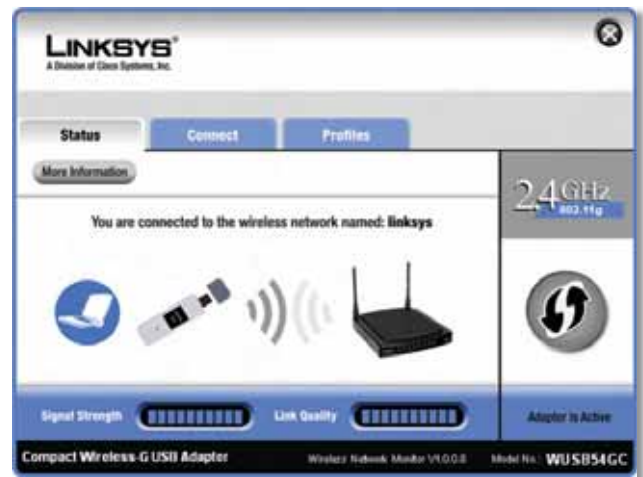 LINKSYS®
A Division of Cisco Systems, Inc.
Status
Connect
Profiles
More Information
2.4 GHz
802.11g
You are connected to the wireless network named: linksys
Signal Strength
Link Quality
Adapter is Active
Compact Wireless-G USB Adapter
Wireless Network Monitor V1.0.0.8
Model No. WUSB54GC